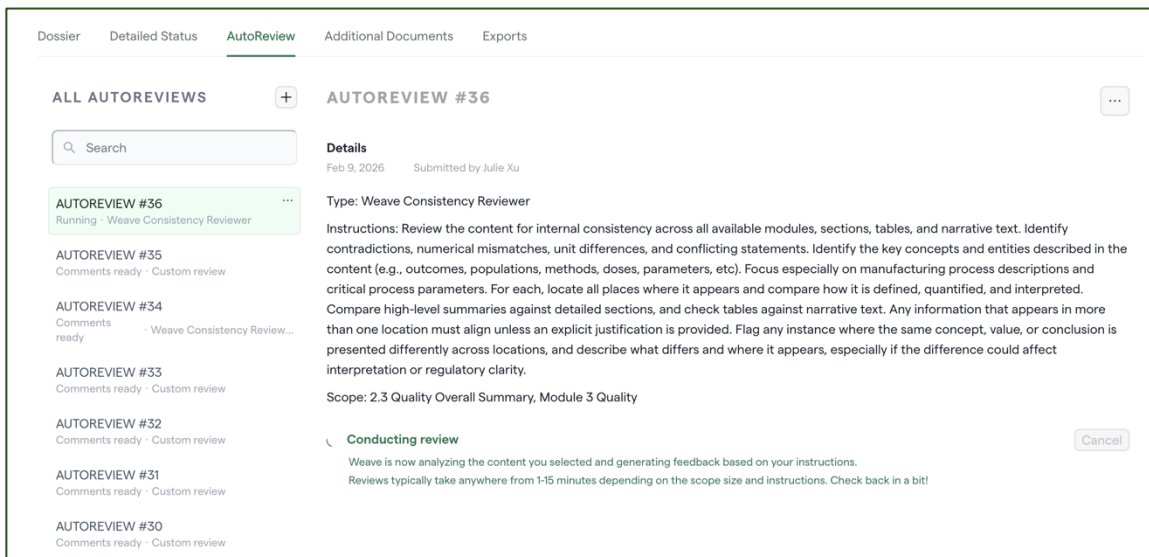 Dossier Detailed Status AutoReview Additional Documents Exports
ALL AUTOREVIEWS +
Search
AUTOREVIEW #36 ...
Running · Weave Consistency Reviewer
AUTOREVIEW #35
Comments ready · Custom review
AUTOREVIEW #34
Comments ready · Weave Consistency Review...
AUTOREVIEW #33
Comments ready · Custom review
AUTOREVIEW #32
Comments ready · Custom review
AUTOREVIEW #31
Comments ready · Custom review
AUTOREVIEW #30
Comments ready · Custom review
AUTOREVIEW #36 ...
Details
Feb 9, 2026 Submitted by Julie Xu
Type: Weave Consistency Reviewer
Instructions: Review the content for internal consistency across all available modules, sections, tables, and narrative text. Identify
contradictions, numerical mismatches, unit differences, and conflicting statements. Identify the key concepts and entities described in the
content (e.g., outcomes, populations, methods, doses, parameters, etc). Focus especially on manufacturing process descriptions and
critical process parameters. For each, locate all places where it appears and compare how it is defined, quantified, and interpreted.
Compare high-level summaries against detailed sections, and check tables against narrative text. Any information that appears in more
than one location must align unless an explicit justification is provided. Flag any instance where the same concept, value, or conclusion is
presented differently across locations, and describe what differs and where it appears, especially if the difference could affect
interpretation or regulatory clarity.
Scope: 2.3 Quality Overall Summary, Module 3 Quality
Conducting review Cancel
Weave is now analyzing the content you selected and generating feedback based on your instructions.
Reviews typically take anywhere from 1-15 minutes depending on the scope size and instructions. Check back in a bit!